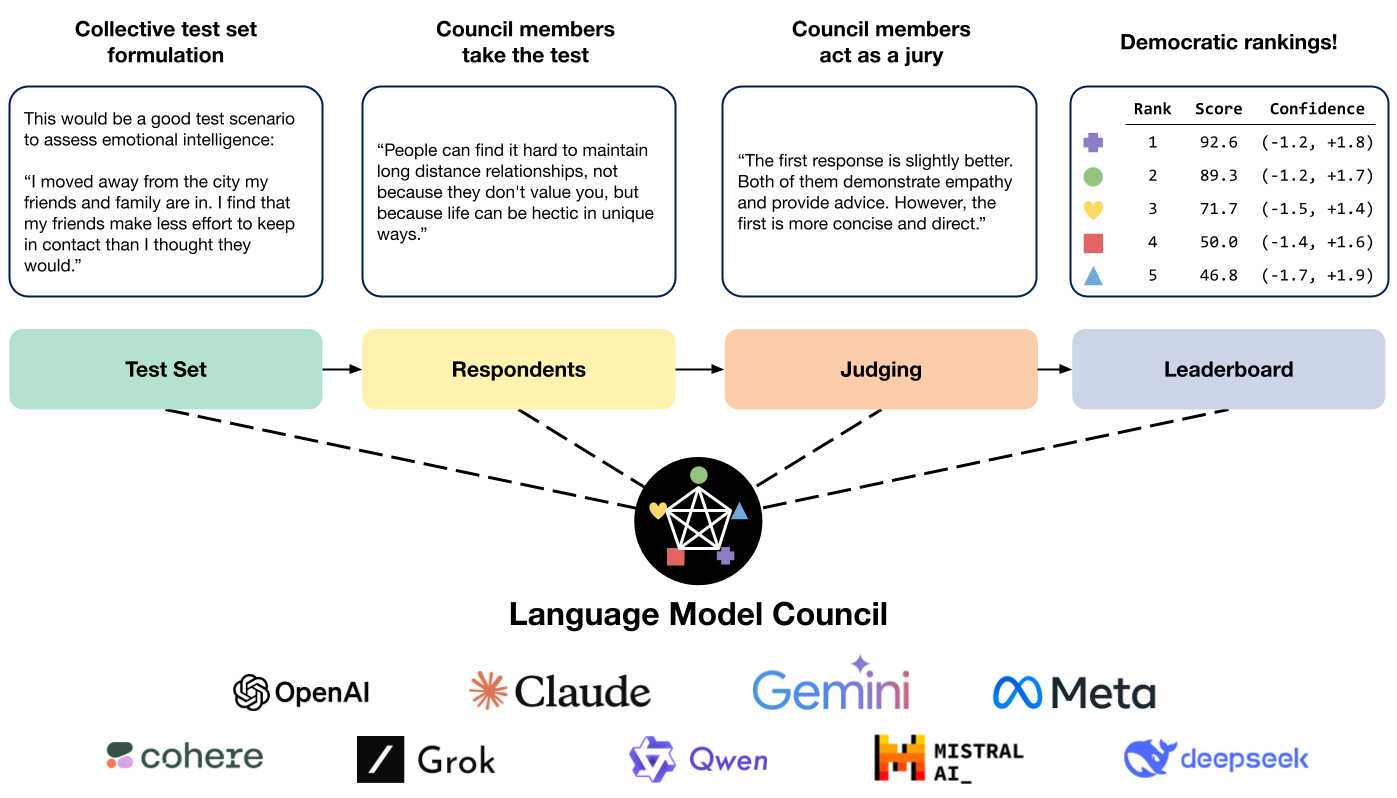 Collective test set
formulation
Council members
take the test
Council members
act as a jury
Democratic rankings!
This would be a good test scenario
to assess emotional intelligence:
“I moved away from the city my
friends and family are in. I find that
my friends make less effort to keep
in contact than I thought they
would.”
“People can find it hard to maintain
long distance relationships, not
because they don't value you, but
because life can be hectic in unique
ways.”
“The first response is slightly better.
Both of them demonstrate empathy
and provide advice. However, the
first is more concise and direct.”
Rank Score Confidence
1 92.6 (-1.2, +1.8)
2 89.3 (-1.2, +1.7)
3 71.7 (-1.5, +1.4)
4 50.0 (-1.4, +1.6)
5 46.8 (-1.7, +1.9)
Test Set
Respondents
Judging
Leaderboard
Language Model Council
OpenAI
Claude
Gemini
Meta
cohere
Grok
Qwen
MISTRAL
AI_
deepseek